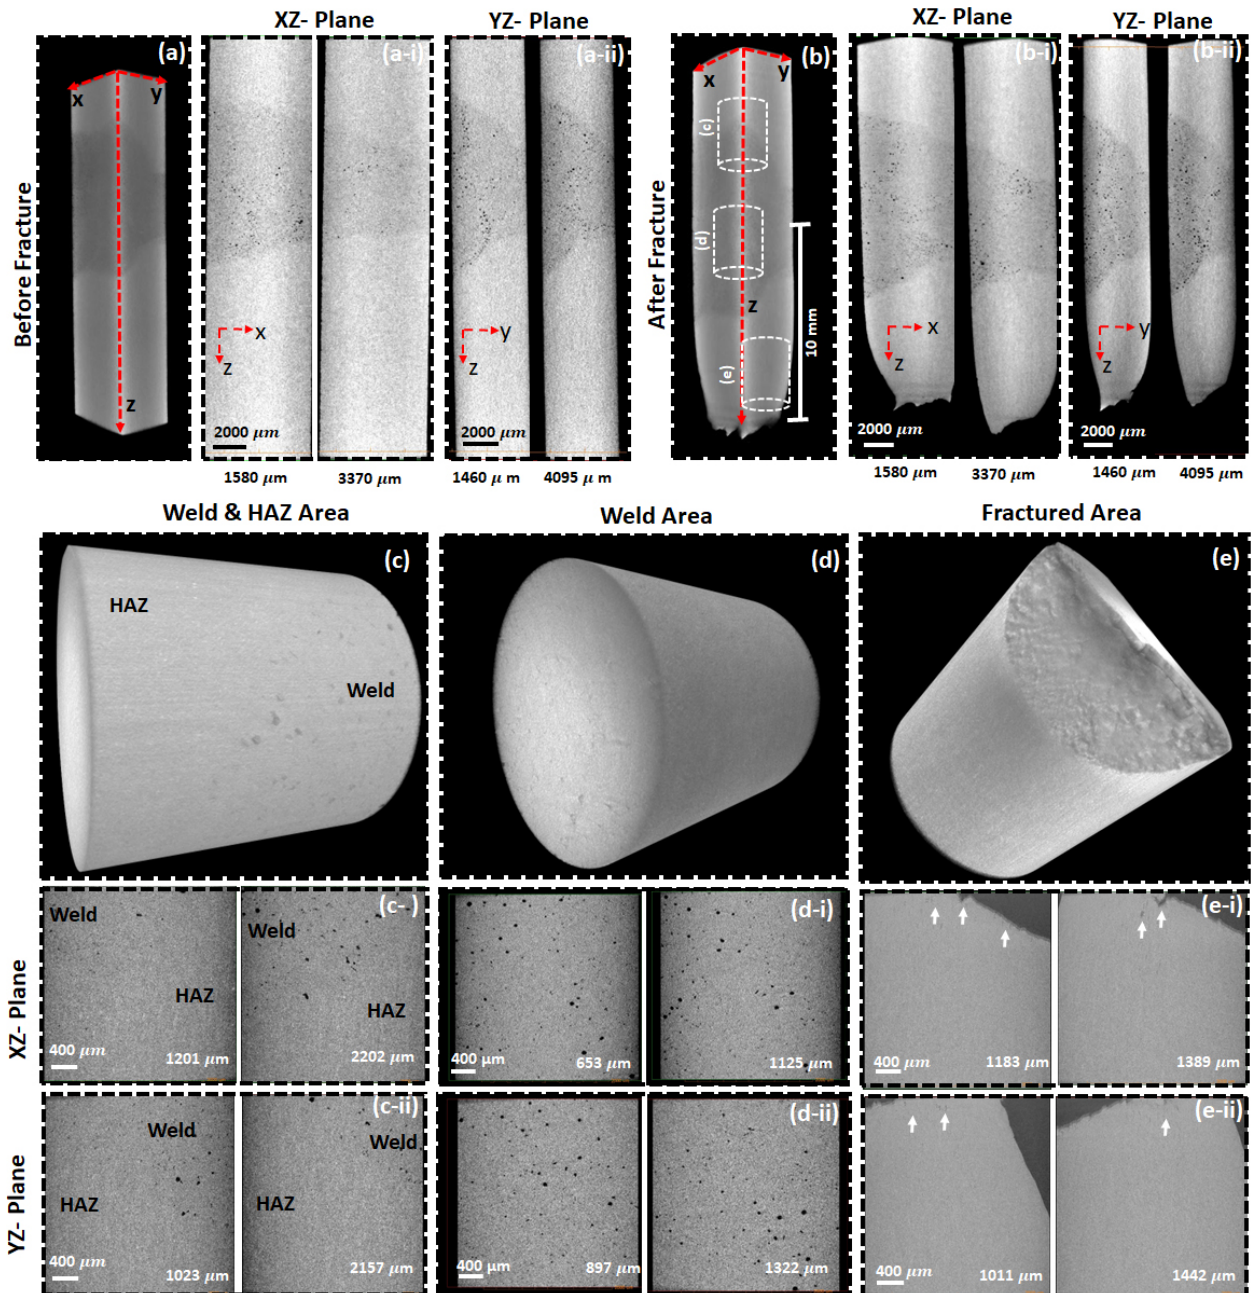 XZ- Plane
YZ- Plane
XZ- Plane
YZ- Plane
Before Fracture
(a)
x
y
z
(a-i)
x
z
2000 μm
1580 μm
3370 μm
(a-ii)
y
z
2000 μm
1460 μ m
4095 μ m
After Fracture
(b)
x
y
z
(c)
(d)
(e)
10 mm
(b-i)
x
z
2000 μm
1580 μm
3370 μm
(b-ii)
y
z
2000 μm
1460 μm
4095 μm
Weld & HAZ Area
Weld Area
Fractured Area
(c)
HAZ
Weld
(d)
(e)
XZ- Plane
(c-)
Weld
HAZ
400 μm
1201 μm
Weld
HAZ
2202 μm
(d-i)
400 μm
653 μm
1125 μm
(e-i)
400 μm
1183 μm
1389 μm
YZ- Plane
(c-ii)
Weld
HAZ
400 μm
1023 μm
Weld
HAZ
2157 μm
(d-ii)
400 μm
897 μm
1322 μm
(e-ii)
400 μm
1011 μm
1442 μm